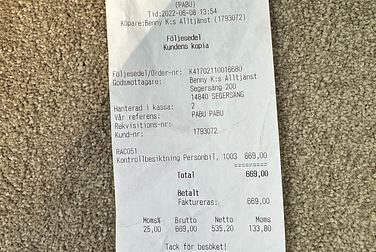 (PABU)
Tid:2022-06-08 13:54
Köpare:Benny K:s Alltjänst (1793072)
Följesedel
Kundens kopia
Följesedel/Order-nr: K41702110016680
Godsmottagare: Benny K:s Alltjänst
Segersäng 200
14840 SEGERSÄNG
Hanterad i kassa: 2
Vår referens: PABU PABU
Rekvisitions-nr:
Kund-nr: 1793072
RAC051
Kontrollbesiktning Personbil, 1003 669,00
=========
Total 669,00
Betalt
Faktureras: 669,00
Moms% Brutto Netto Moms
25,00 669,00 535,20 133,80
Tack för besöket!